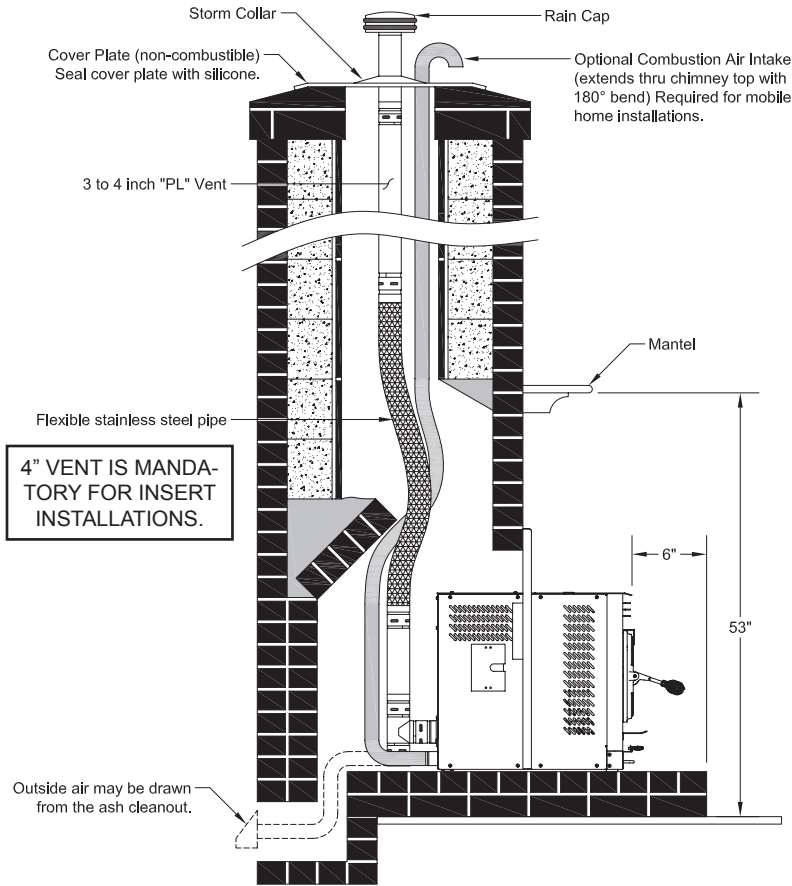 Storm Collar
Rain Cap
Cover Plate (non-combustible)
Seal cover plate with silicone.
Optional Combustion Air Intake
(extends thru chimney top with
180° bend) Required for mobile
home installations.
3 to 4 inch "PL" Vent
Mantel
Flexible stainless steel pipe
4” VENT IS MANDA-
TORY FOR INSERT
INSTALLATIONS.
6"
53"
Outside air may be drawn
from the ash cleanout.